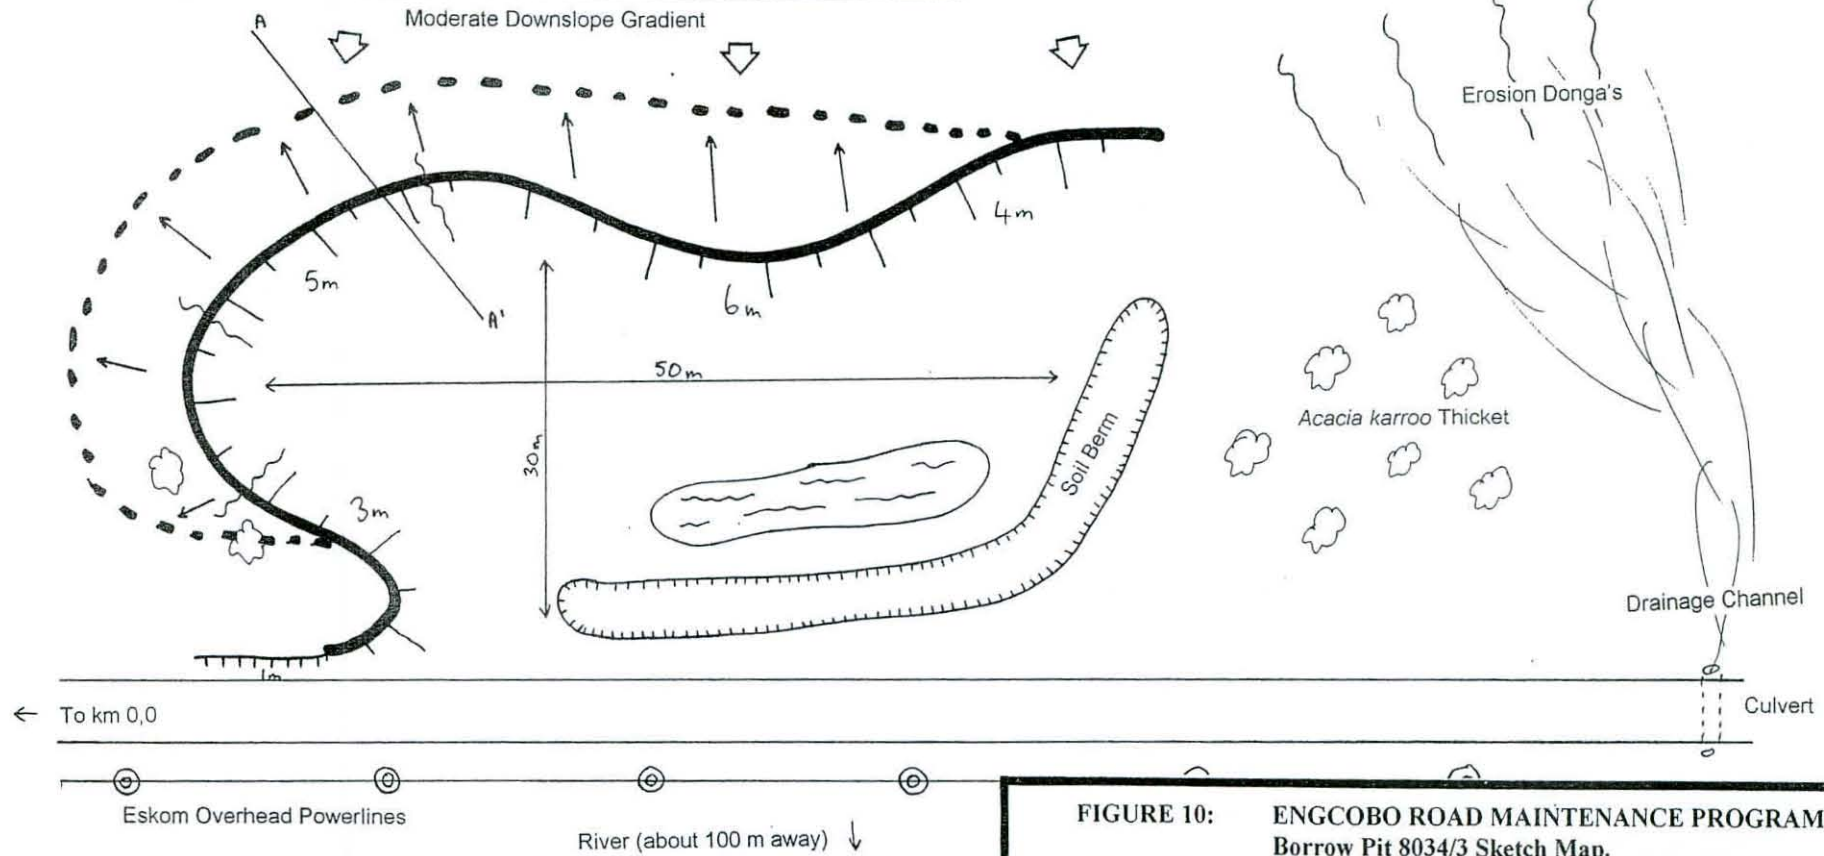 A
Moderate Downslope Gradient
Erosion Donga's
4m
5m
6m
A'
50m
30m
Soil Berm
Acacia karroo Thicket
3m
Drainage Channel
1m
← To km 0,0
Culvert
Eskom Overhead Powerlines
River (about 100 m away) ↓
FIGURE 10: ENGCOBO ROAD MAINTENANCE PROGRAM
Borrow Pit 8034/3 Sketch Map.